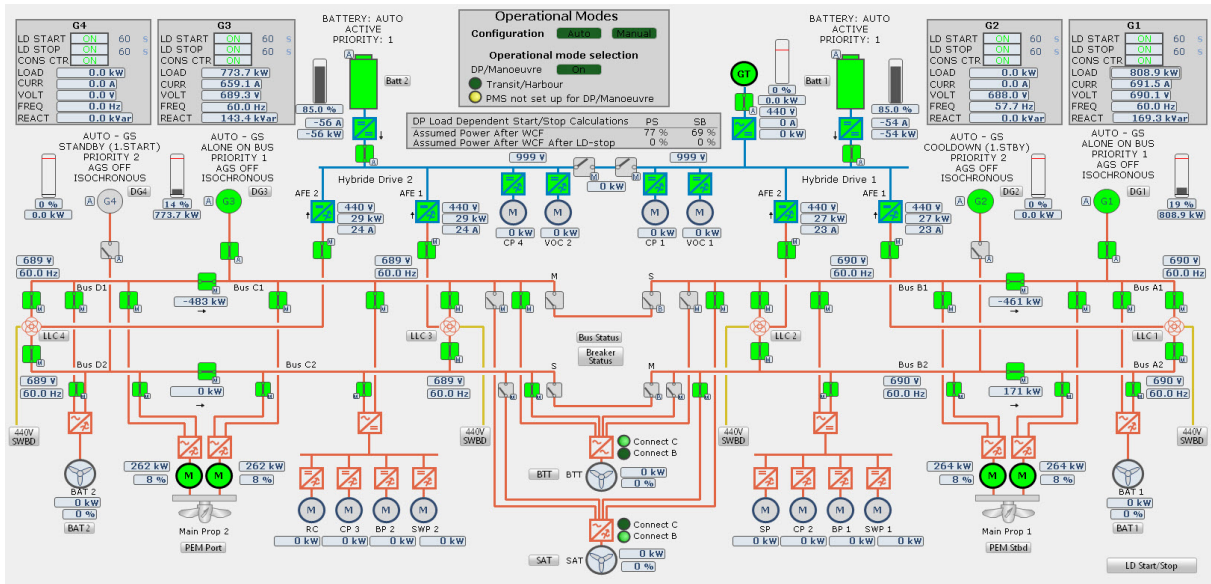 G4
LD START ON 60 s
LD STOP ON 60 s
CONS CTR ON
LOAD 0.0 kW
CURR 0.0 A
VOLT 0.0 V
FREQ 0.0 Hz
REACT 0.0 kVar
G3
LD START ON 60 s
LD STOP ON 60 s
CONS CTR ON
LOAD 773.7 kW
CURR 659.1 A
VOLT 689.3 V
FREQ 60.0 Hz
REACT 143.4 kVar
BATTERY: AUTO
ACTIVE
PRIORITY: 1
A
Batt 2
85.0 %
-56 A
-56 kW
A
Operational Modes
Configuration Auto Manual
Operational mode selection
DP/Manoeuvre On
Transit/Harbour
PMS not set up for DP/Manoeuvre
DP Load Dependent Start/Stop Calculations PS SB
Assumed Power After WCF 77 % 69 %
Assumed Power After LD-stop 0 % 0 %
GT
0 %
0.0 kW
440 V
0 A
0 kW
A
A
BATTERY: AUTO
ACTIVE
PRIORITY: 1
A
Batt 1
85.0 %
-54 A
-54 kW
A
G2
LD START ON 60 s
LD STOP ON 60 s
CONS CTR ON
LOAD 0.0 kW
CURR 0.0 A
VOLT 688.0 V
FREQ 57.7 Hz
REACT 0.0 kVar
G1
LD START ON 60 s
LD STOP ON 60 s
CONS CTR ON
LOAD 808.9 kW
CURR 691.5 A
VOLT 690.1 V
FREQ 60.0 Hz
REACT 169.3 kVar
AUTO - GS
STANDBY (1.START)
PRIORITY 2
AGS OFF
ISOCHRONOUS
DG4
A G4
0 %
0.0 kW
A
AUTO - GS
ALONE ON BUS
PRIORITY 1
AGS OFF
ISOCHRONOUS
DG3
A G3
14 %
773.7 kW
A
AUTO - GS
COOLDOWN (1.STBY)
PRIORITY 2
AGS OFF
ISOCHRONOUS
DG2
A G2
0 %
0.0 kW
A
AUTO - GS
ALONE ON BUS
PRIORITY 1
AGS OFF
ISOCHRONOUS
DG1
A G1
19 %
808.9 kW
A
999 V
0 kW
999 V
Hybride Drive 2
Hybride Drive 1
AFE 2
440 V
29 kW
24 A
M
AFE 1
440 V
29 kW
24 A
M
M
CP 4
0 kW
M
VOC 2
0 kW
M
CP 1
0 kW
M
VOC 1
0 kW
AFE 2
440 V
27 kW
23 A
M
AFE 1
440 V
27 kW
23 A
M
689 V
60.0 Hz
689 V
60.0 Hz
690 V
60.0 Hz
690 V
60.0 Hz
Bus D1
M
-483 kW
Bus C1
M
S
Bus B1
M
-461 kW
Bus A1
M M M M M M M R M M M M M M
LLC 4
LLC 3
Bus Status
Breaker
Status
LLC 2
LLC 1
M M M M
Bus D2
M
0 kW
Bus C2
S
M
Bus B2
M
171 kW
Bus A2
689 V
60.0 Hz
689 V
60.0 Hz
690 V
60.0 Hz
690 V
60.0 Hz
M M M M M M R M M M M M M
440V
SWBD
440V
SWBD
440V
SWBD
440V
SWBD
BAT 2
0 kW
0 %
BAT 2
262 kW
8 %
M
M
262 kW
8 %
Main Prop 2
PEM Port
M
RC
0 kW
M
CP 3
0 kW
M
BP 2
0 kW
M
SWP 2
0 kW
Connect C
Connect B
BTT
BTT
0 kW
0 %
Connect C
Connect B
SAT
SAT
0 kW
0 %
M
SP
0 kW
M
CP 2
0 kW
M
BP 1
0 kW
M
SWP 1
0 kW
264 kW
8 %
M
M
264 kW
8 %
Main Prop 1
PEM Stbd
BAT 1
0 kW
0 %
BAT 1
LD Start/Stop